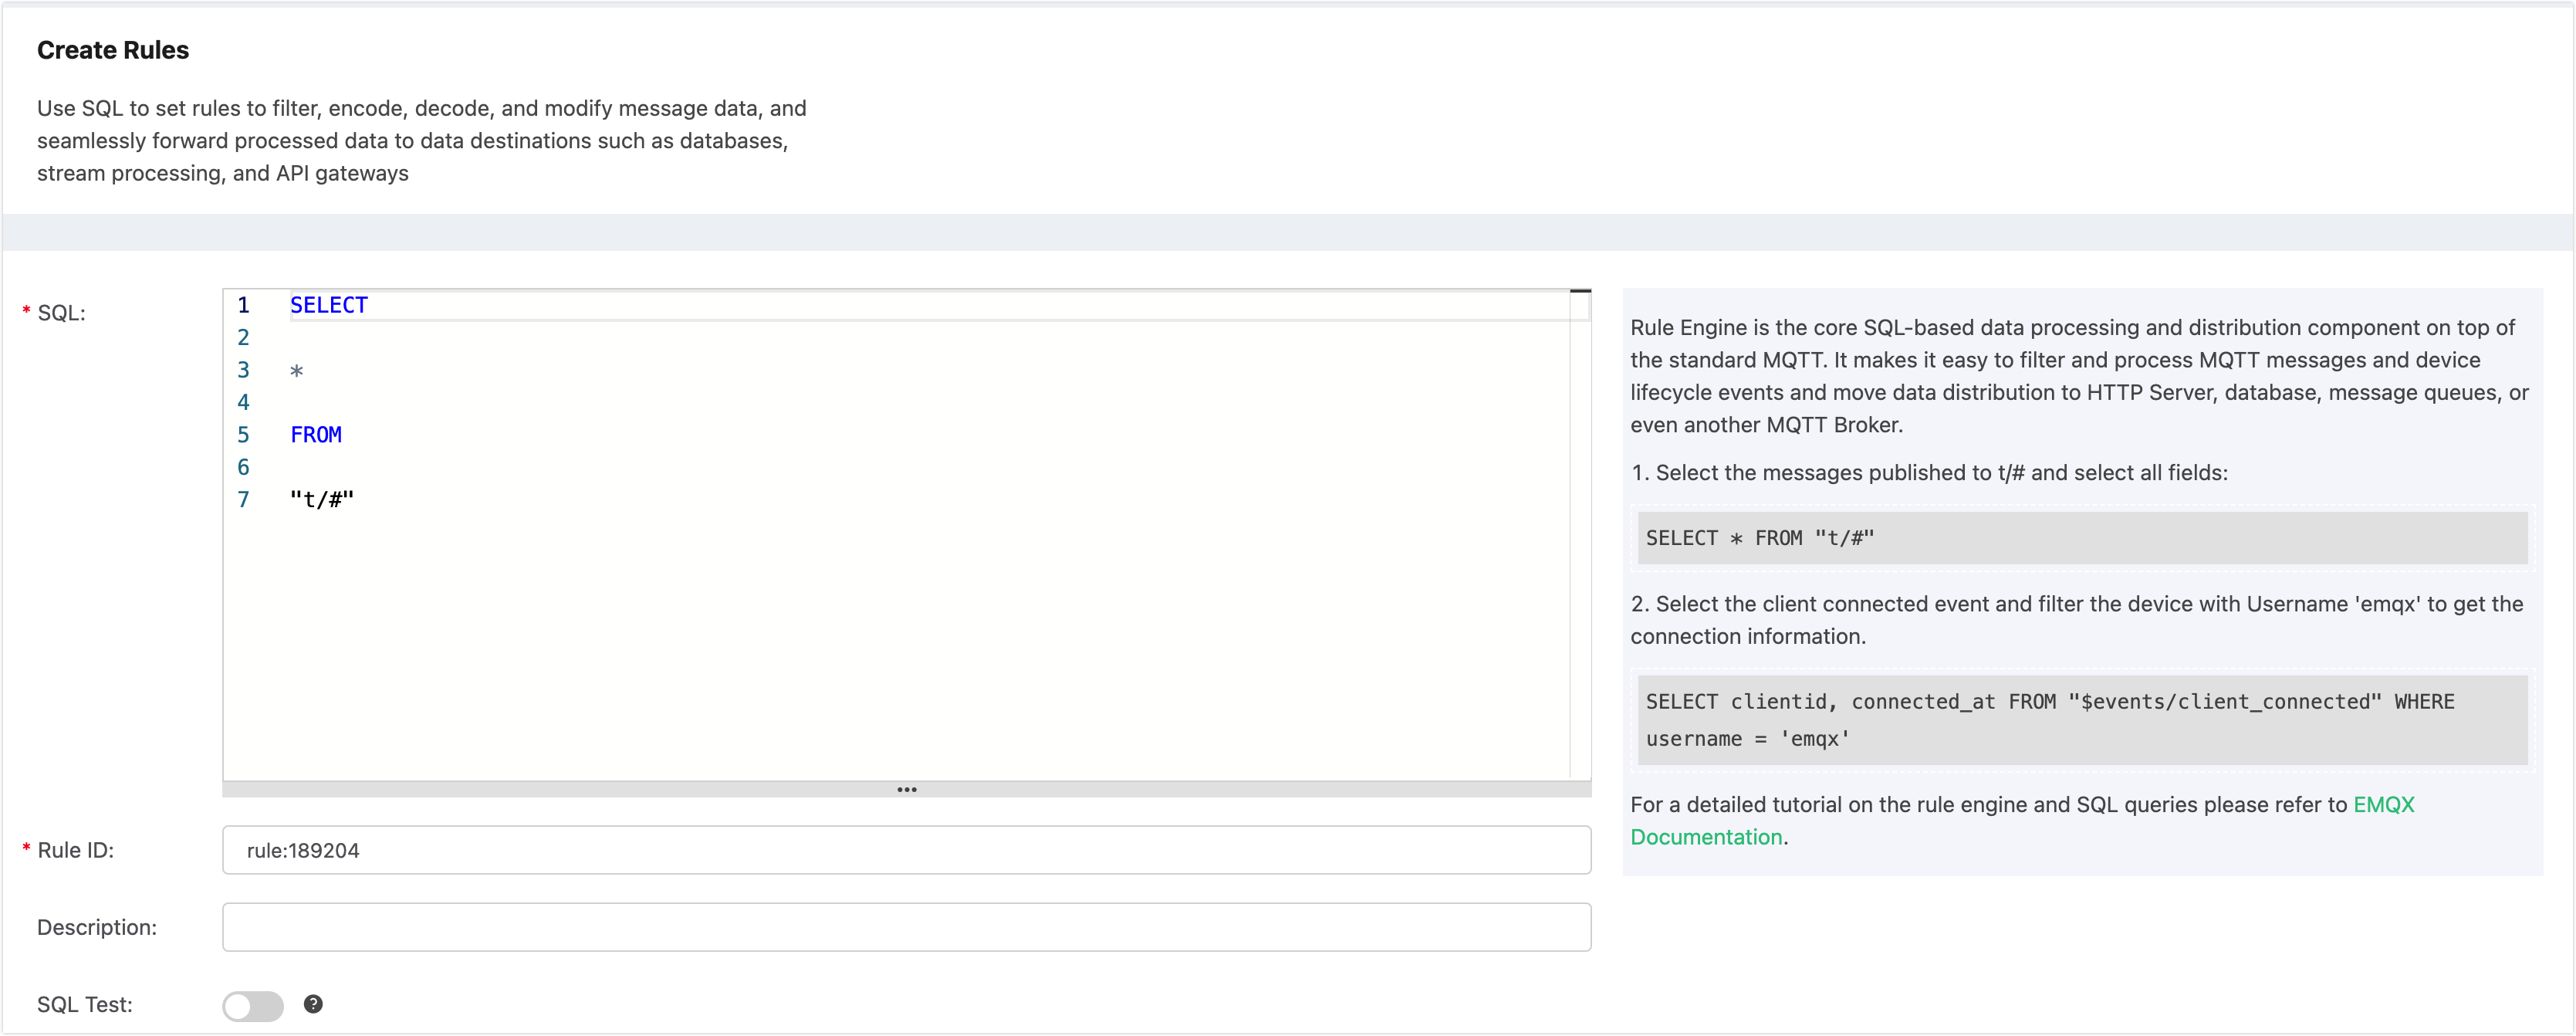 Create Rules
Use SQL to set rules to filter, encode, decode, and modify message data, and
seamlessly forward processed data to data destinations such as databases,
stream processing, and API gateways
* SQL:
1 SELECT
2
3 *
4
5 FROM
6
7 "t/#"
•••
Rule Engine is the core SQL-based data processing and distribution component on top of
the standard MQTT. It makes it easy to filter and process MQTT messages and device
lifecycle events and move data distribution to HTTP Server, database, message queues, or
even another MQTT Broker.
1. Select the messages published to t/# and select all fields:
SELECT * FROM "t/#"
2. Select the client connected event and filter the device with Username 'emqx' to get the
connection information.
SELECT clientid, connected_at FROM "$events/client_connected" WHERE
username = 'emqx'
For a detailed tutorial on the rule engine and SQL queries please refer to EMQX
Documentation.
* Rule ID:
rule:189204
Description:
SQL Test:
?